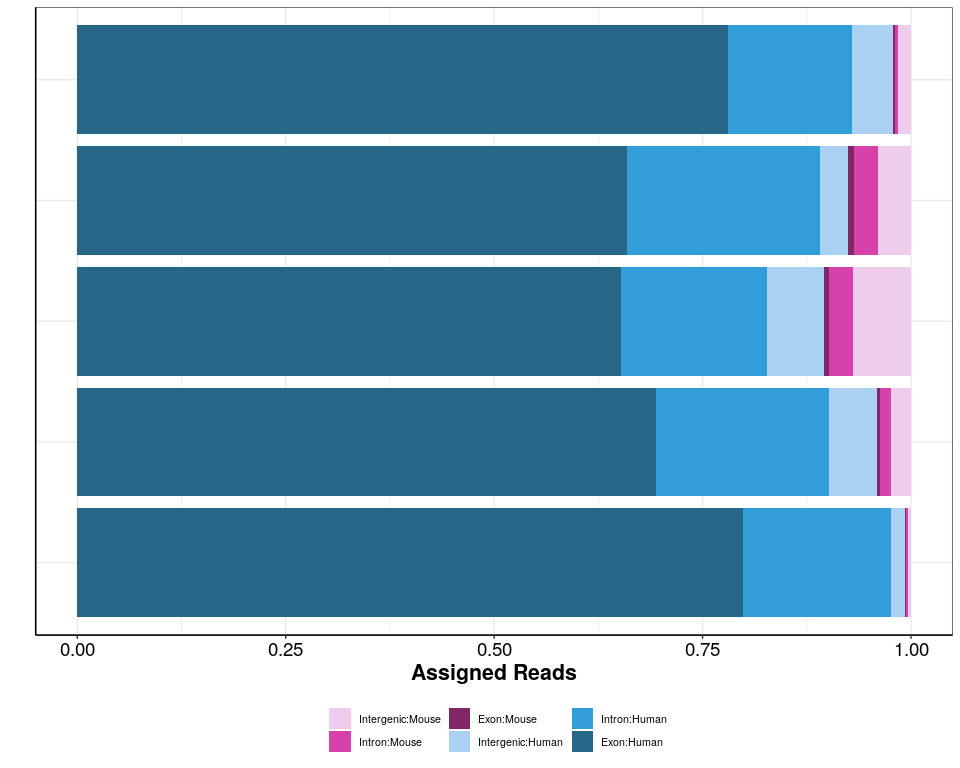 0.00 0.25 0.50 0.75 1.00
Assigned Reads
Intergenic:Mouse Exon:Mouse Intron:Human
Intron:Mouse Intergenic:Human Exon:Human